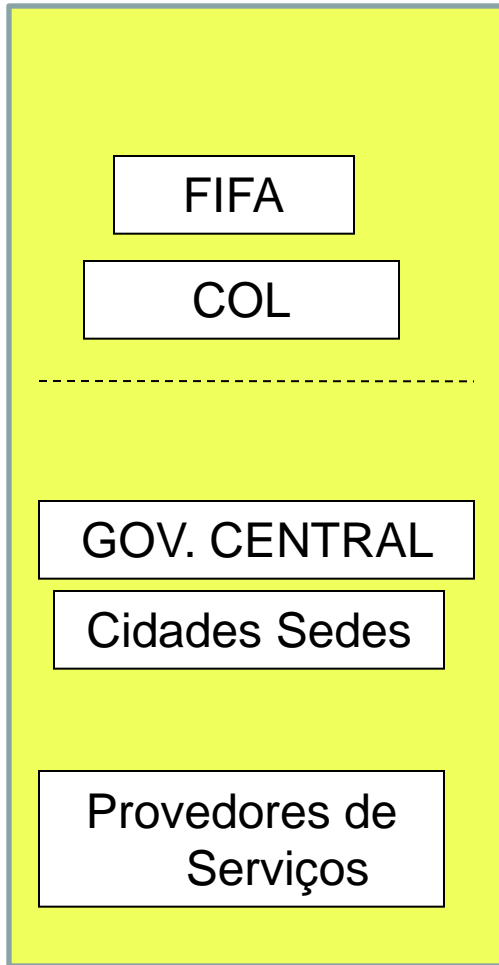 FIFA
COL
GOV. CENTRAL
Cidades Sedes
Provedores de
Serviços